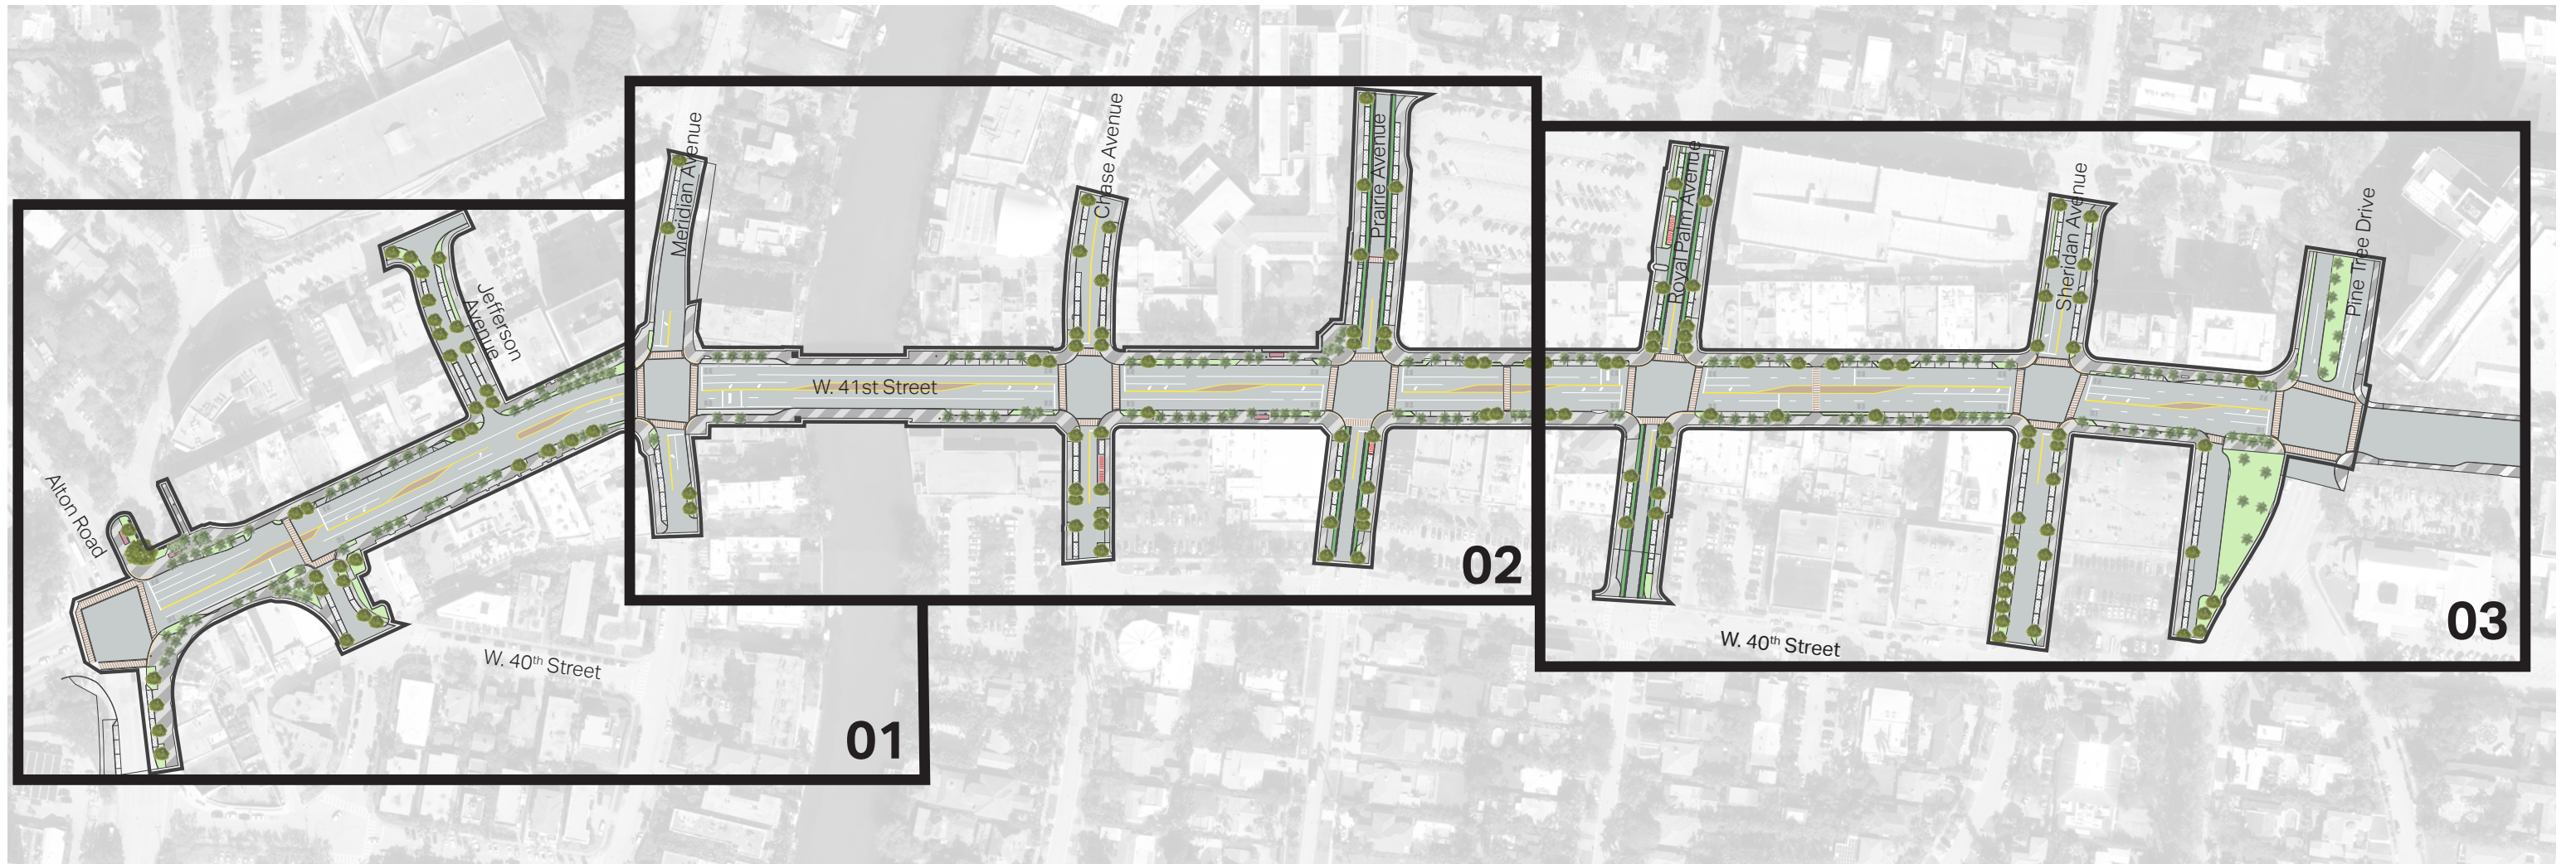 Alton Road
Jefferson
Avenue
W. 40th Street
01
Meridian Avenue
W. 41st Street
Chase Avenue
Prairie Avenue
02
Royal Palm Avenue
Sheridan Avenue
Pine Tree Drive
W. 40th Street
03